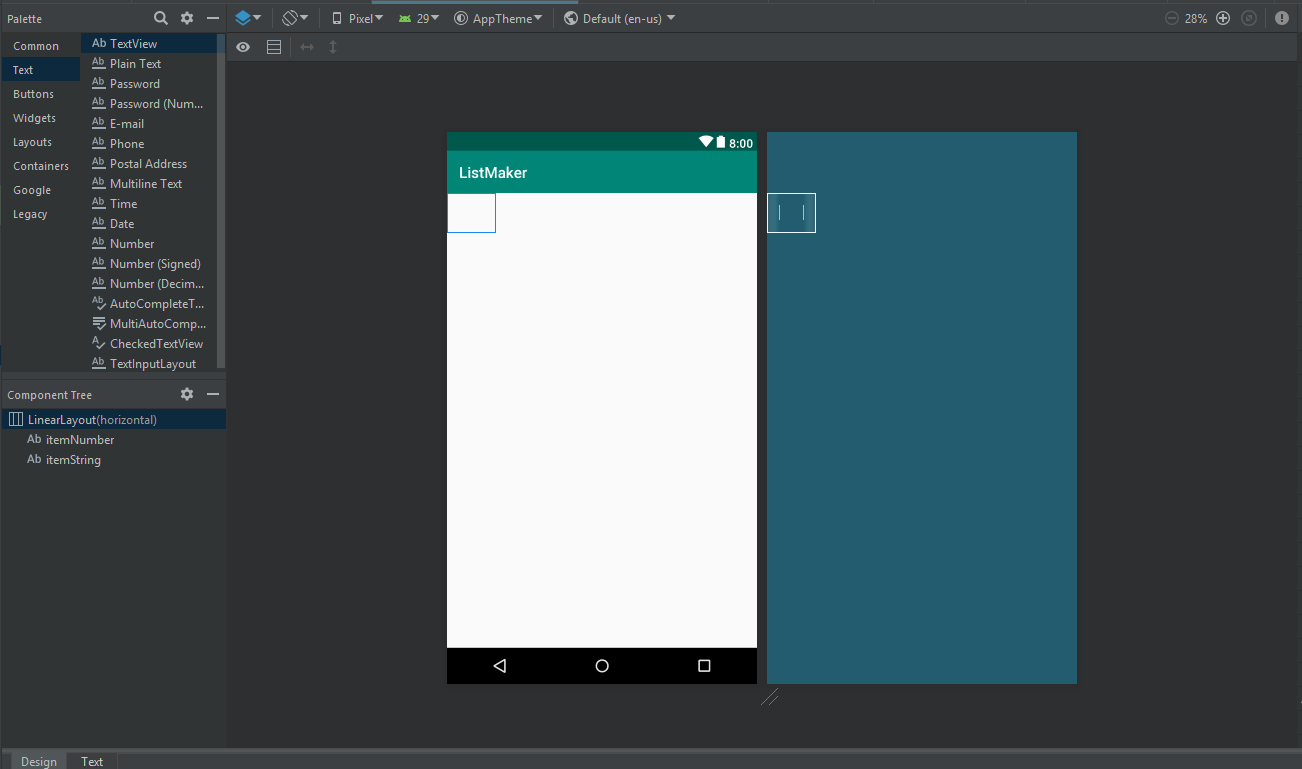 Palette
Pixel
29
AppTheme
Default (en-us)
28%
Common
Text
Buttons
Widgets
Layouts
Containers
Google
Legacy
Ab TextView
Ab Plain Text
Ab Password
Ab Password (Num...
Ab E-mail
Ab Phone
Ab Postal Address
Ab Multiline Text
Ab Time
Ab Date
Ab Number
Ab Number (Signed)
Ab Number (Decim...
Ab AutoCompleteT...
MultiAutoComp...
A CheckedTextView
Ab TextInputLayout
Component Tree
LinearLayout(horizontal)
Ab itemNumber
Ab itemString
8:00
ListMaker
Design
Text